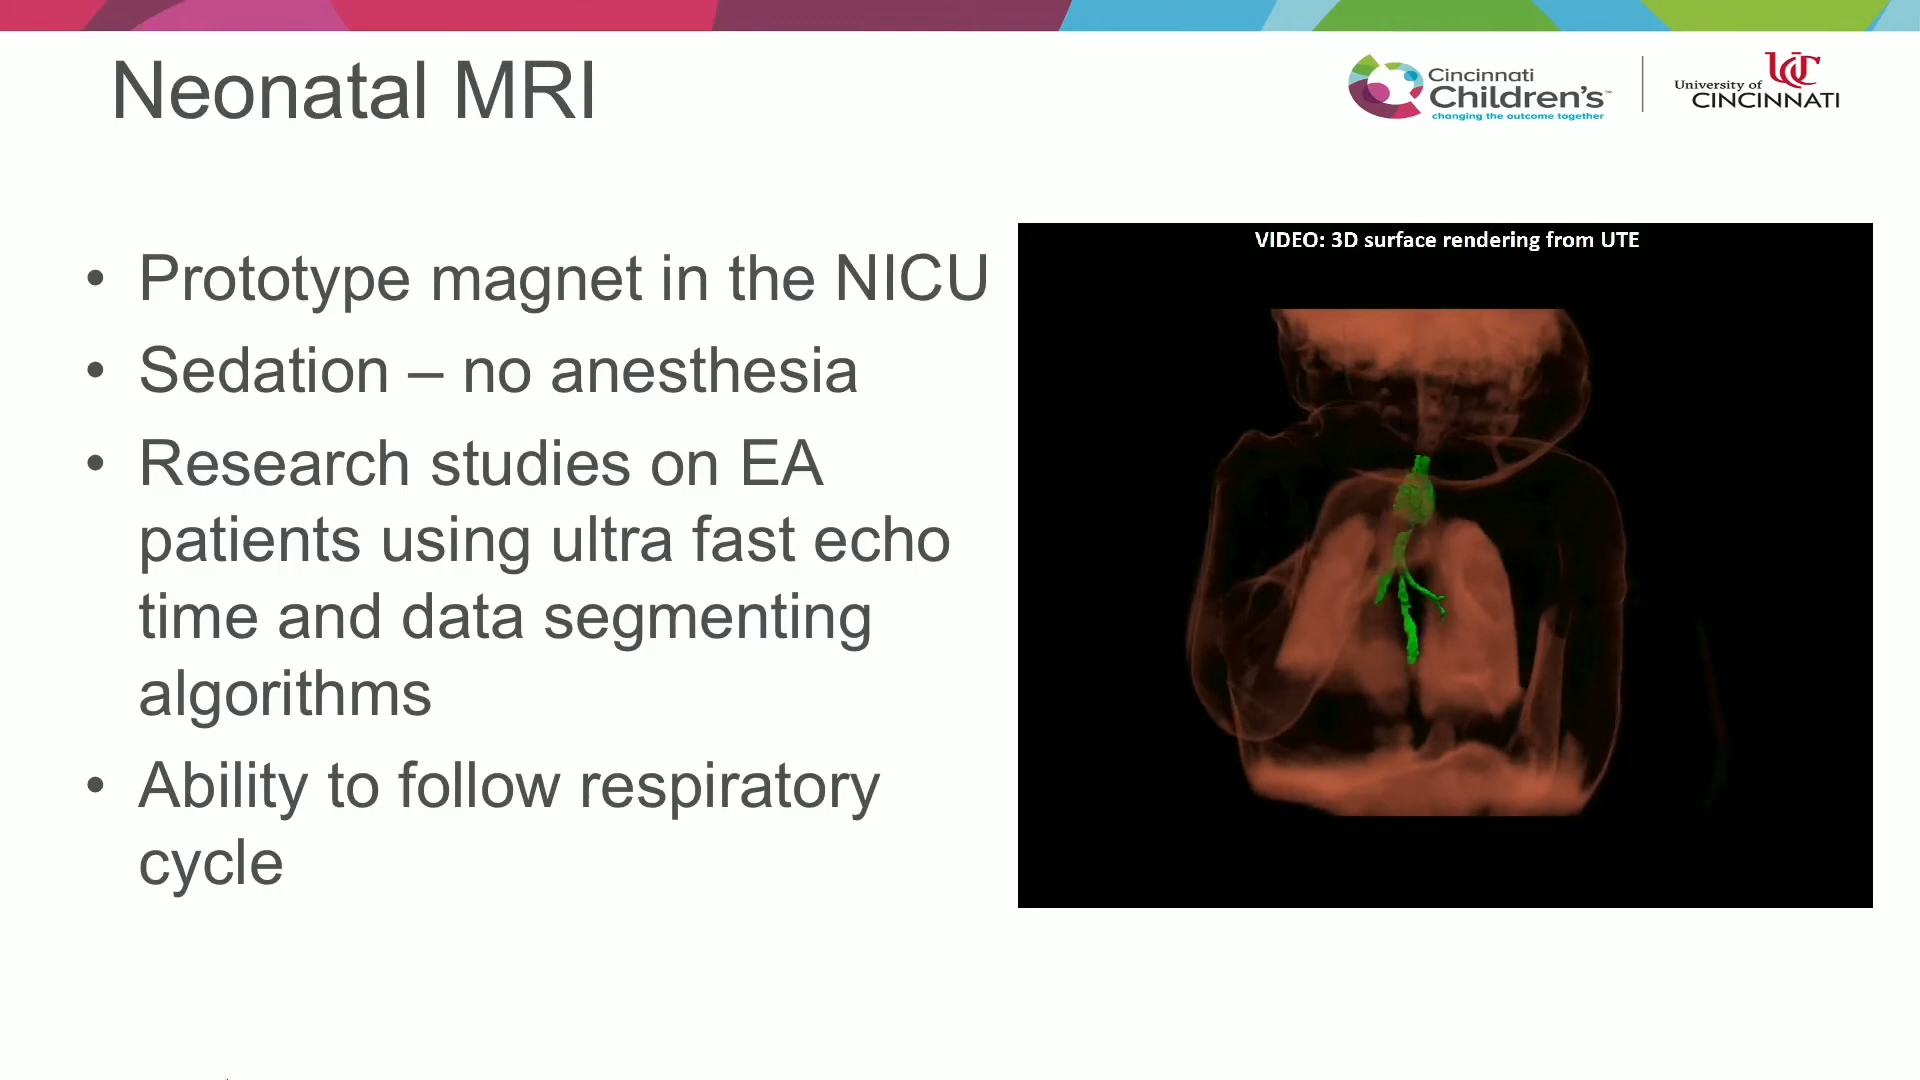 Neonatal MRI
Cincinnati
Children's™
changing the outcome together
UC
University of
CINCINNATI
• Prototype magnet in the NICU
• Sedation – no anesthesia
• Research studies on EA
patients using ultra fast echo
time and data segmenting
algorithms
• Ability to follow respiratory
cycle
VIDEO: 3D surface rendering from UTE